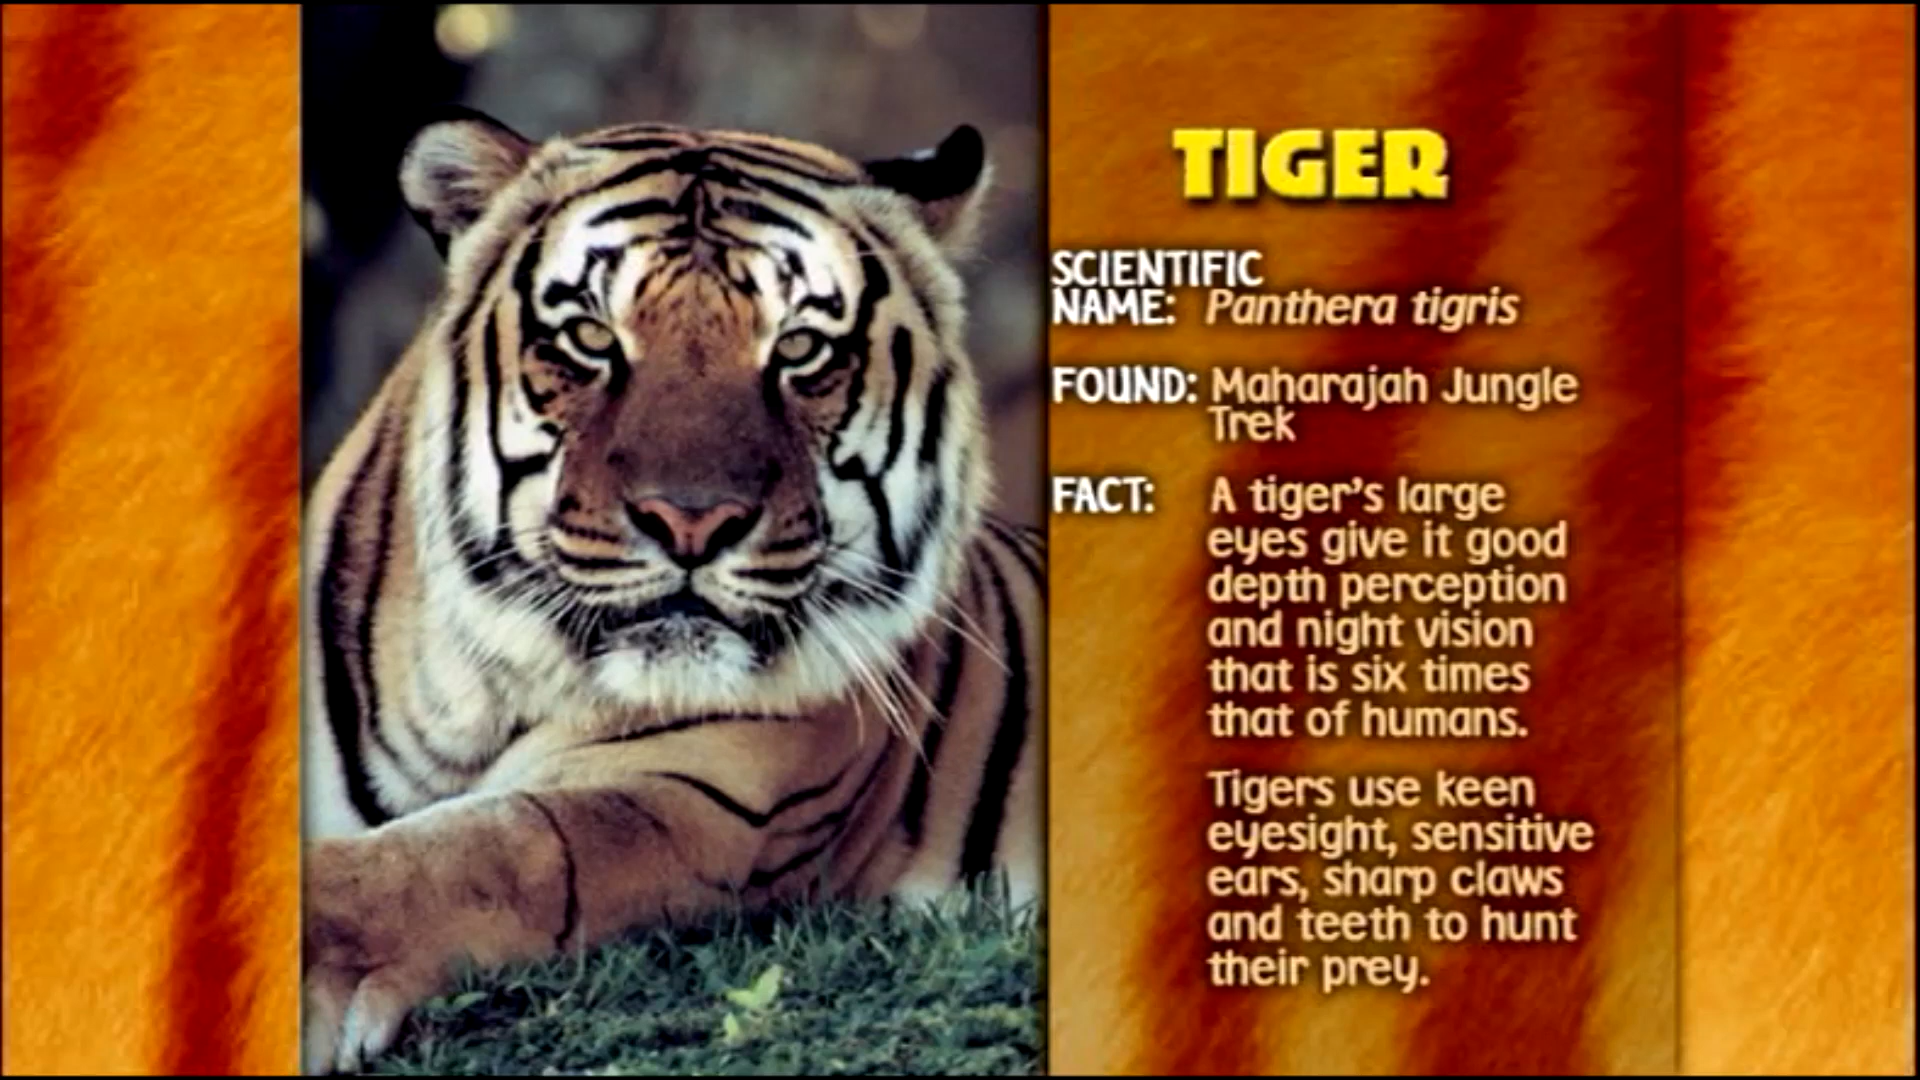 TIGER
SCIENTIFIC
NAME: Panthera tigris
FOUND: Maharajah Jungle
Trek
FACT: A tiger's large
eyes give it good
depth perception
and night vision
that is six times
that of humans.
Tigers use keen
eyesight, sensitive
ears, sharp claws
and teeth to hunt
their prey.